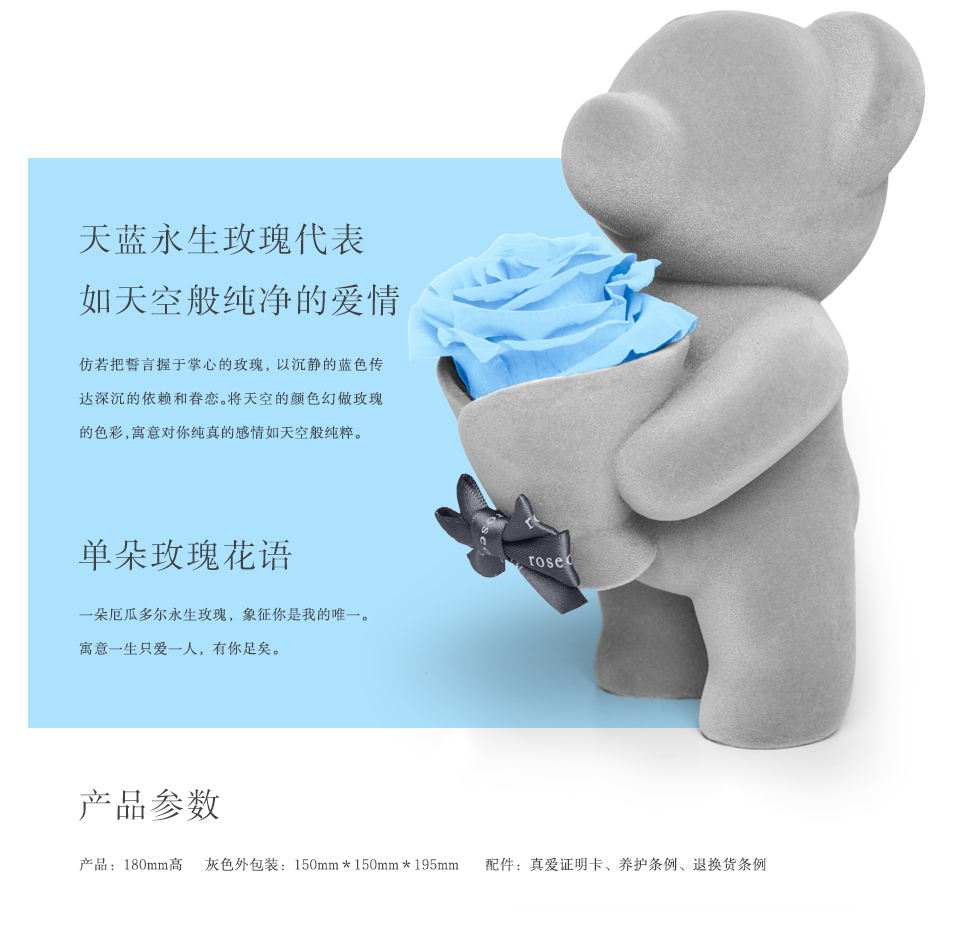 天蓝永生玫瑰代表
如天空般纯净的爱情
仿若把誓言握于掌心的玫瑰，以沉静的蓝色传
达深沉的依赖和眷恋。将天空的颜色幻做玫瑰
的色彩，寓意对你纯真的感情如天空般纯粹。
rosec
单朵玫瑰花语
一朵厄瓜多尔永生玫瑰，象征你是我的唯一。
寓意一生只爱一人，有你足矣。
产品参数
产品：180mm高 灰色外包装：150mm*150mm*195mm 配件：真爱证明卡、养护条例、退换货条例